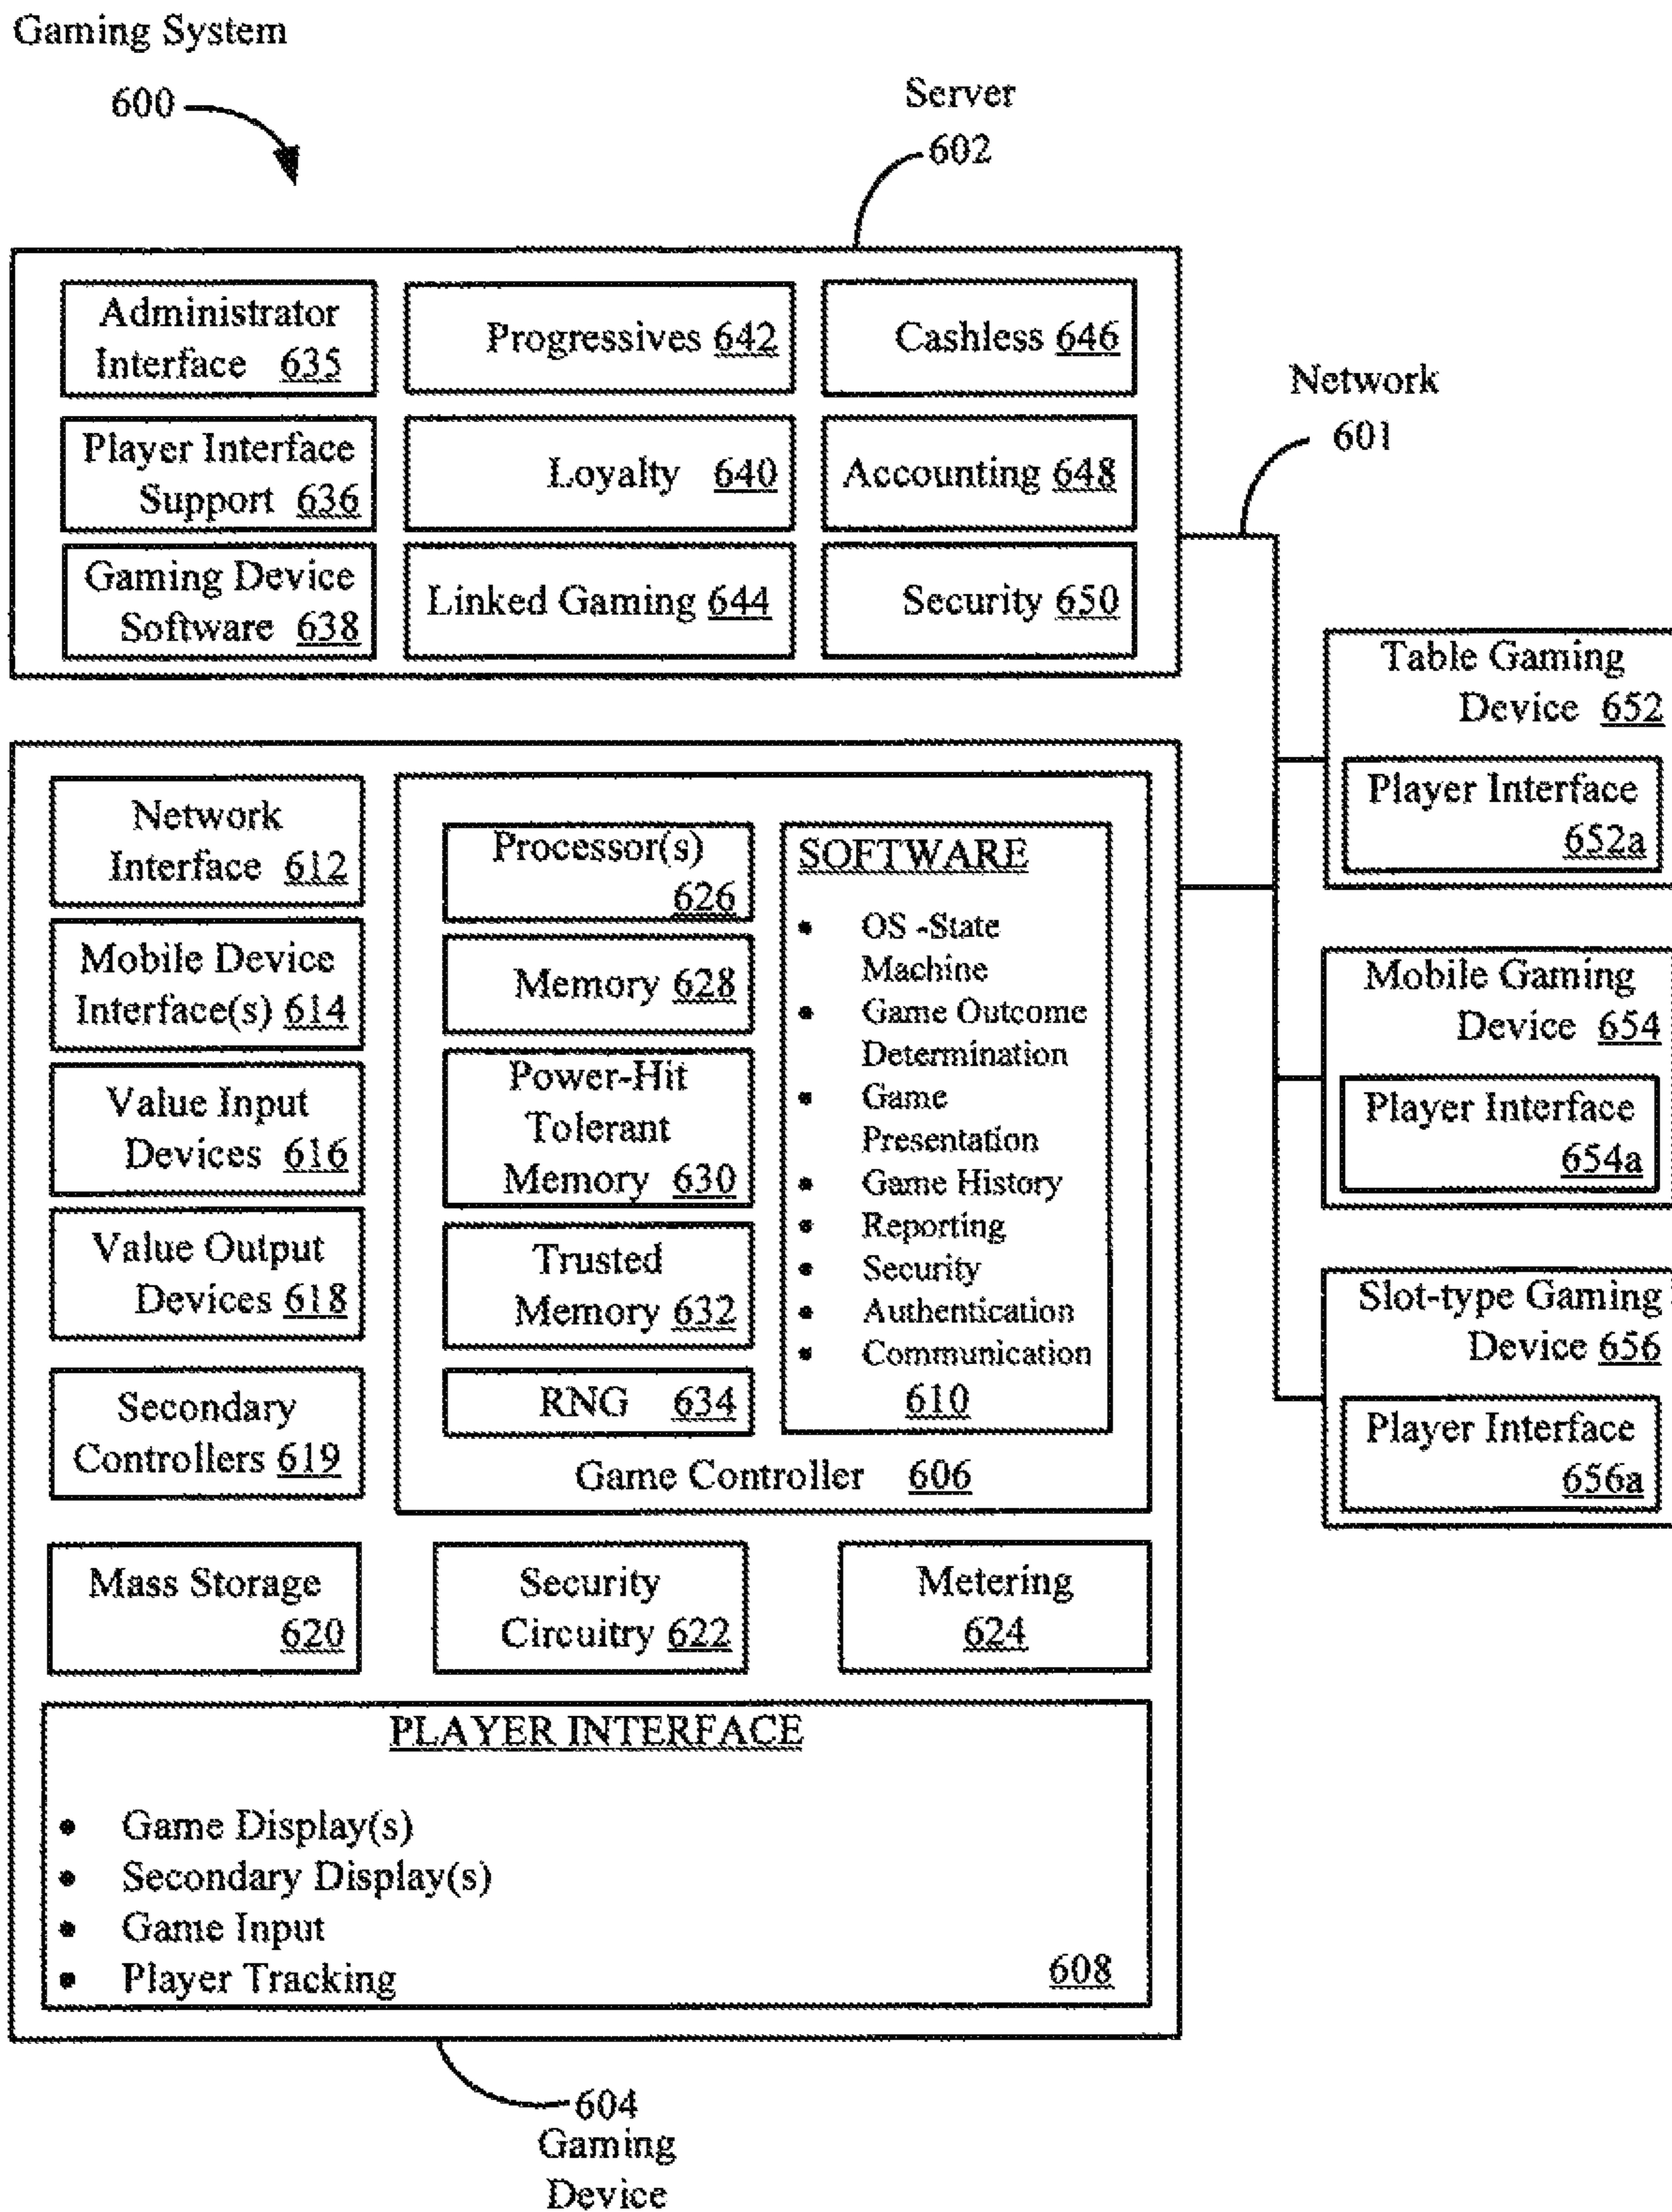 Gaming System
600
Server
602
Administrator
Interface 635
Progressives 642
Cashless 646
Player Interface
Support 636
Loyalty 640
Accounting 648
Gaming Device
Software 638
Linked Gaming 644
Security 650
Network
601
Table Gaming
Device 652
Player Interface
652a
Mobile Gaming
Device 654
Player Interface
654a
Slot-type Gaming
Device 656
Player Interface
656a
Network
Interface 612
Mobile Device
Interface(s) 614
Value Input
Devices 616
Value Output
Devices 618
Secondary
Controllers 619
Processor(s)
626
Memory 628
Power-Hit
Tolerant
Memory 630
Trusted
Memory 632
RNG 634
SOFTWARE
• OS -State
Machine
• Game Outcome
Determination
• Game
Presentation
• Game History
• Reporting
• Security
• Authentication
• Communication
610
Game Controller 606
Mass Storage
620
Security
Circuitry 622
Metering
624
PLAYER INTERFACE
• Game Display(s)
• Secondary Display(s)
• Game Input
• Player Tracking
608
604
Gaming
Device